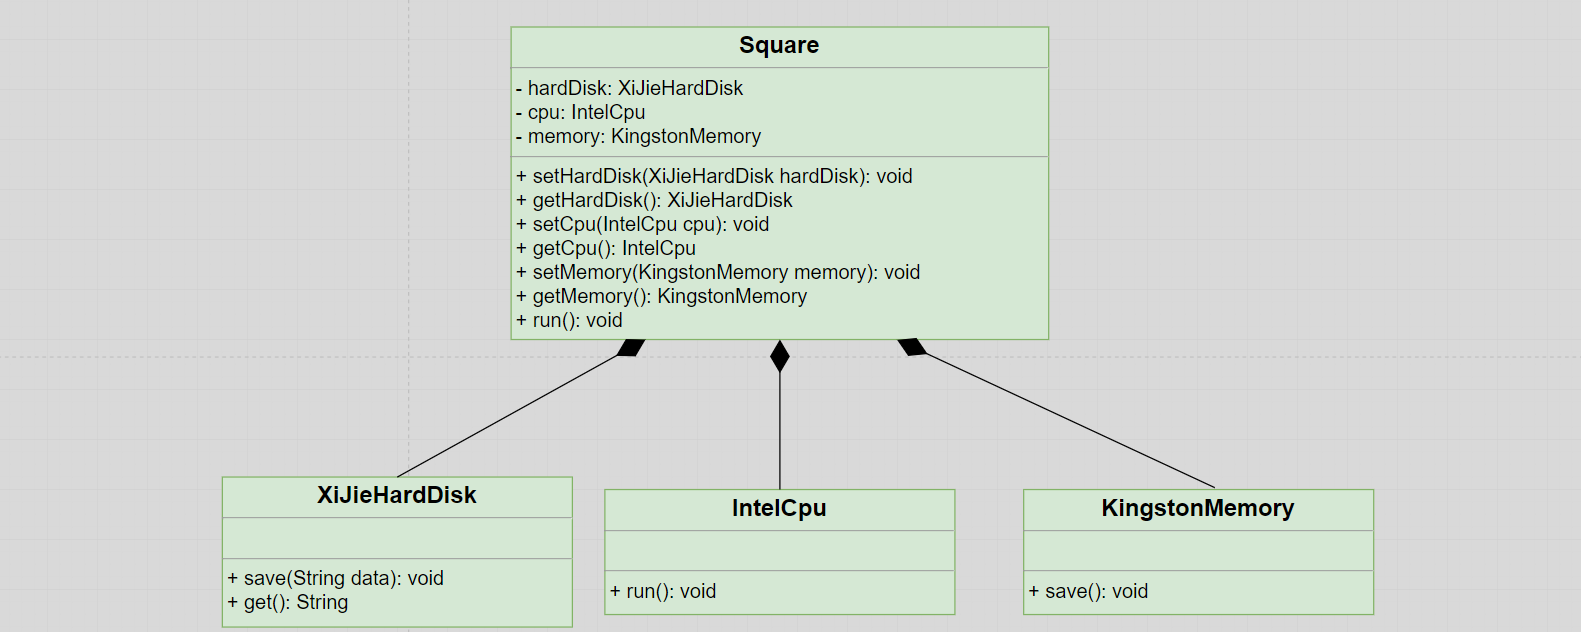 Square
- hardDisk: XiJieHardDisk
- cpu: IntelCpu
- memory: KingstonMemory
+ setHardDisk(XiJieHardDisk hardDisk): void
+ getHardDisk(): XiJieHardDisk
+ setCpu(IntelCpu cpu): void
+ getCpu(): IntelCpu
+ setMemory(KingstonMemory memory): void
+ getMemory(): KingstonMemory
+ run(): void
XiJieHardDisk
+ save(String data): void
+ get(): String
IntelCpu
+ run(): void
KingstonMemory
+ save(): void